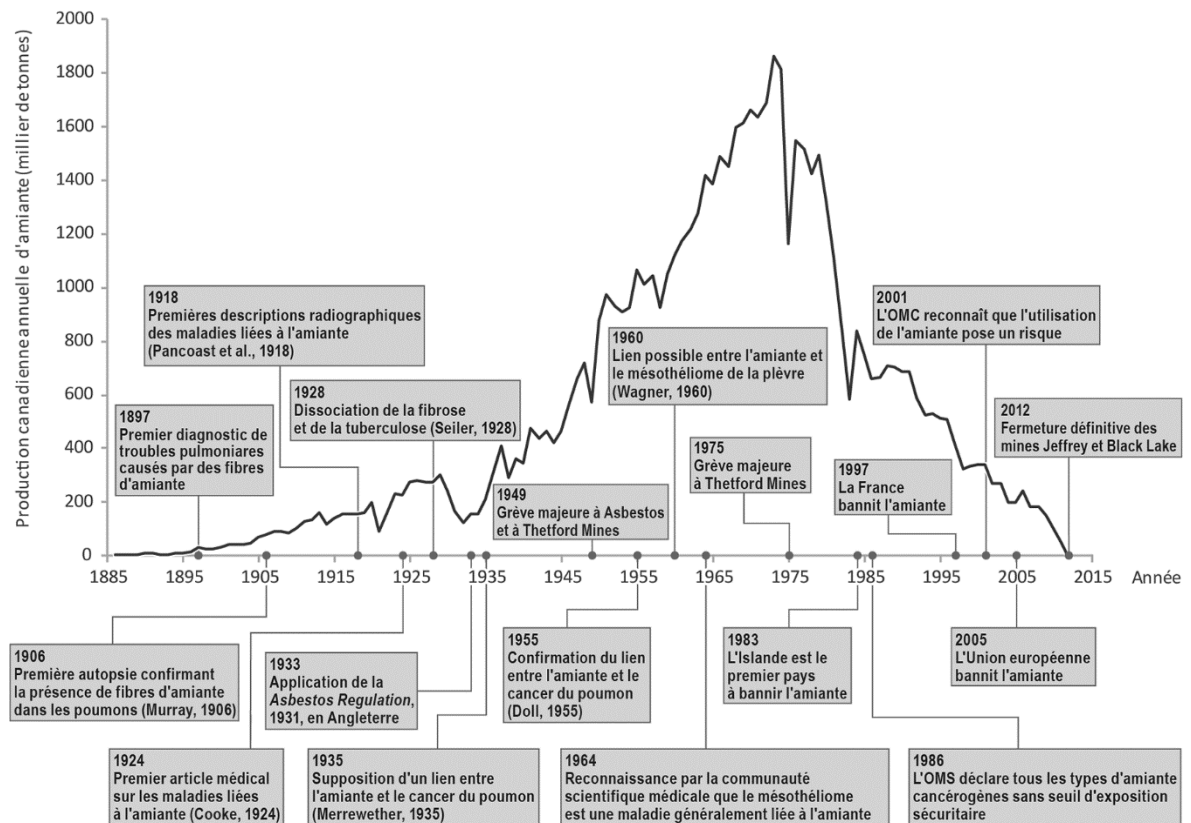 Production canadienne annuelle d'amiante (millier de tonnes)
2000
1800
1600
1400
1200
1000
800
600
400
200
0
1918
Premières descriptions radiographiques
des maladies liées à l'amiante
(Pancoast et al., 1918)
1897
Premier diagnostic de
troubles pulmoniares
causés par des fibres
d'amiante
1928
Dissociation de la fibrose
et de la tuberculose (Seiler, 1928)
1949
Grève majeure à Asbestos
et à Thetford Mines
1960
Lien possible entre l'amiante et
le mésothéliome de la plèvre
(Wagner, 1960)
1975
Grève majeure
à Thetford Mines
2001
L'OMC reconnaît que l'utilisation
de l'amiante pose un risque
1997
La France
bannit l'amiante
2012
Fermeture définitive des
mines Jeffrey et Black Lake
1885 1895 1905 1915 1925 1935 1945 1955 1965 1975 1985 1995 2005 2015 Année
1906
Première autopsie confirmant
la présence de fibres d'amiante
dans les poumons (Murray, 1906)
1924
Premier article médical
sur les maladies liées
à l'amiante (Cooke, 1924)
1933
Application de la
Asbestos Regulation,
1931, en Angleterre
1935
Supposition d'un lien entre
l'amiante et le cancer du poumon
(Merrewether, 1935)
1955
Confirmation du lien
entre l'amiante et le
cancer du poumon
(Doll, 1955)
1964
Reconnaissance par la communauté
scientifique médicale que le mésothéliome
est une maladie généralement liée à l'amiante
1983
L'Islande est le
premier pays
à bannir l'amiante
2005
L'Union européenne
bannit l'amiante
1986
L'OMS déclare tous les types d'amiante
cancérogènes sans seuil d'exposition
sécuritaire